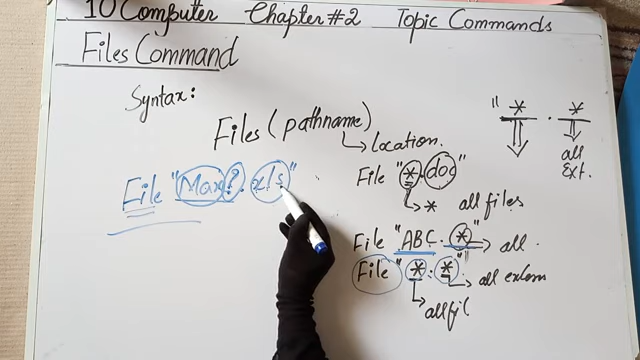 10 Computer Chapter #2 Topic Commands
Files Command
Syntax:
Files (pathname)
location.
File "*.doc"
* all files
File "ABC.*" all.
File "*.*" all exten
all fil
File "Max?.xls"
"*.*
all
Ext.